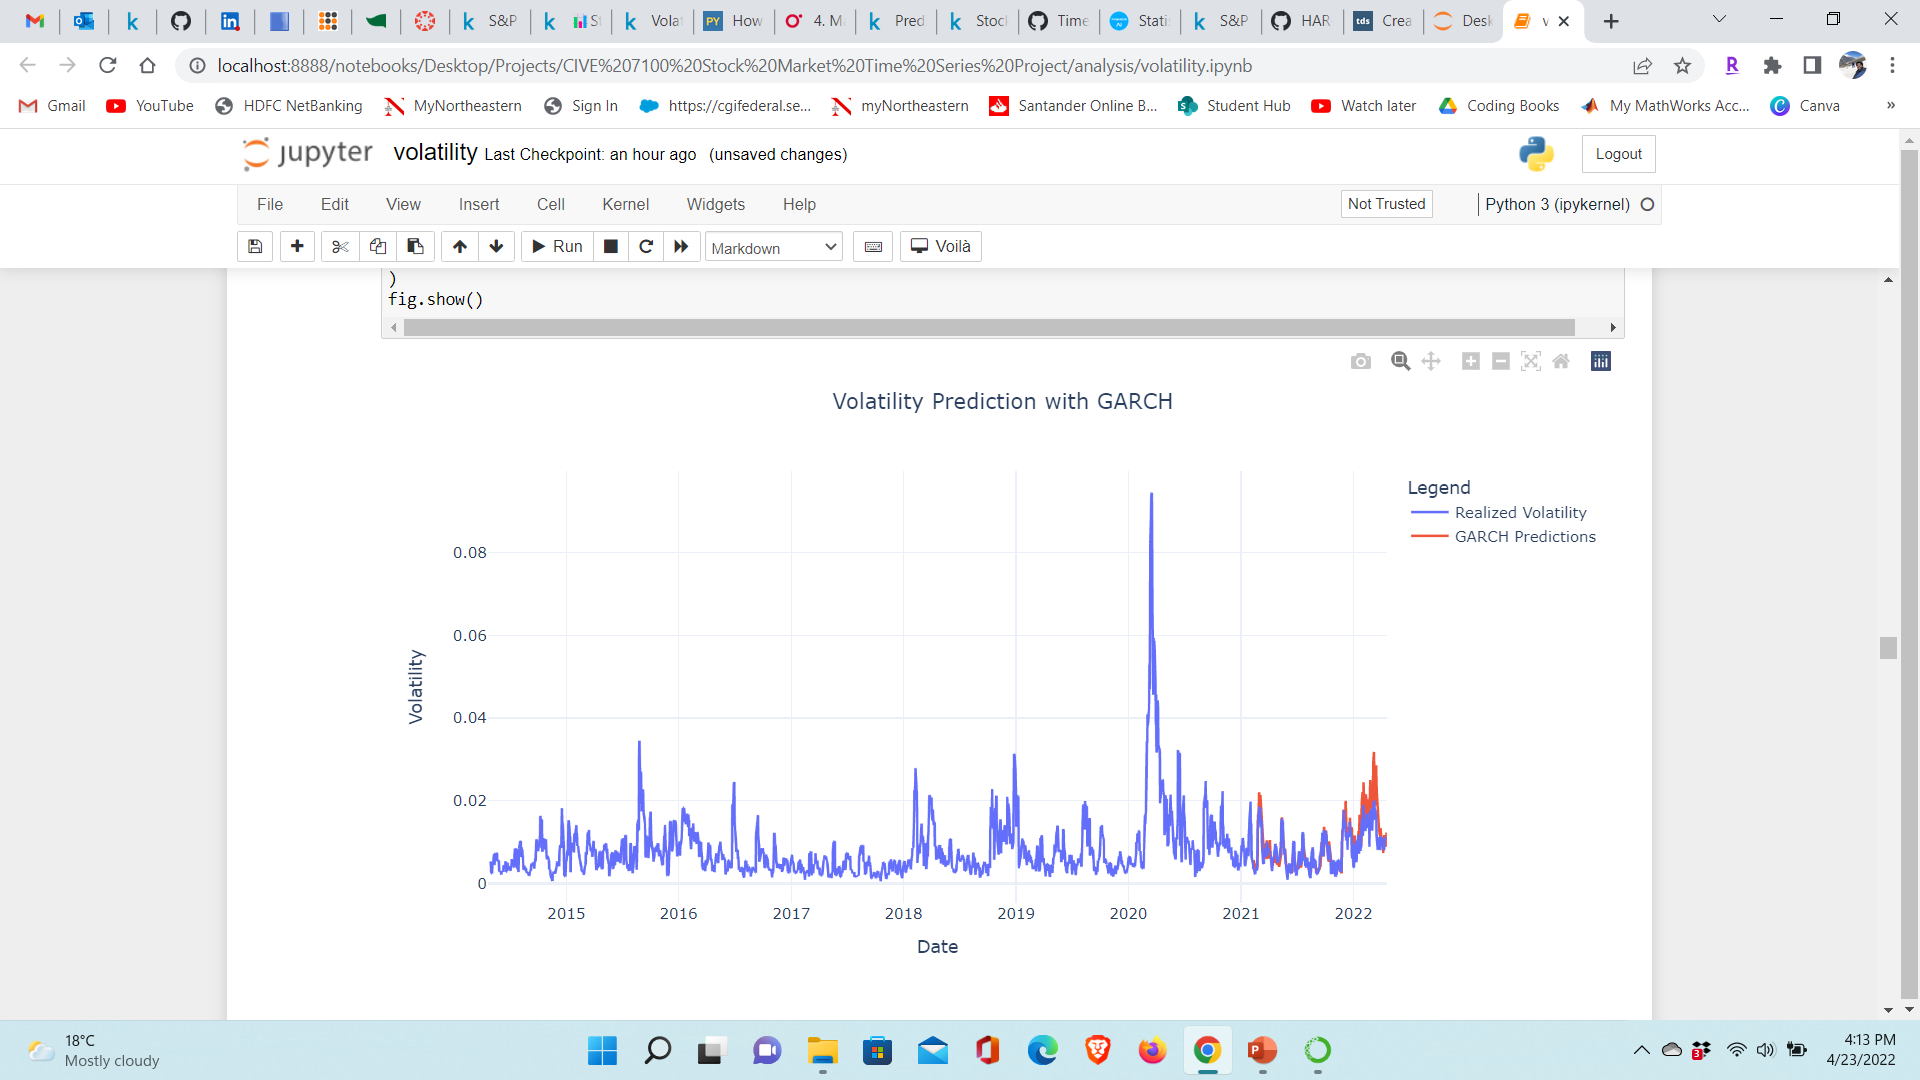 S&P
St
Vola
PY How
4. M
Pred
Stoc
Time
Stati
S&P
HAR
tds Crea
Desk
v
localhost:8888/notebooks/Desktop/Projects/CIVE%207100%20Stock%20Market%20Time%20Series%20Project/analysis/volatility.ipynb
Gmail YouTube HDFC NetBanking MyNortheastern Sign In https://cgifederal.se... myNortheastern Santander Online B... Student Hub Watch later Coding Books My MathWorks Acc... Canva »
jupyter volatility Last Checkpoint: an hour ago (unsaved changes) Logout
File Edit View Insert Cell Kernel Widgets Help Not Trusted Python 3 (ipykernel)
Run Markdown Voilà
)
fig.show()
Volatility Prediction with GARCH
Legend
Realized Volatility
GARCH Predictions
0.08
0.06
0.04
0.02
0
Volatility
2015 2016 2017 2018 2019 2020 2021 2022
Date
18°C
Mostly cloudy
3
4:13 PM
4/23/2022